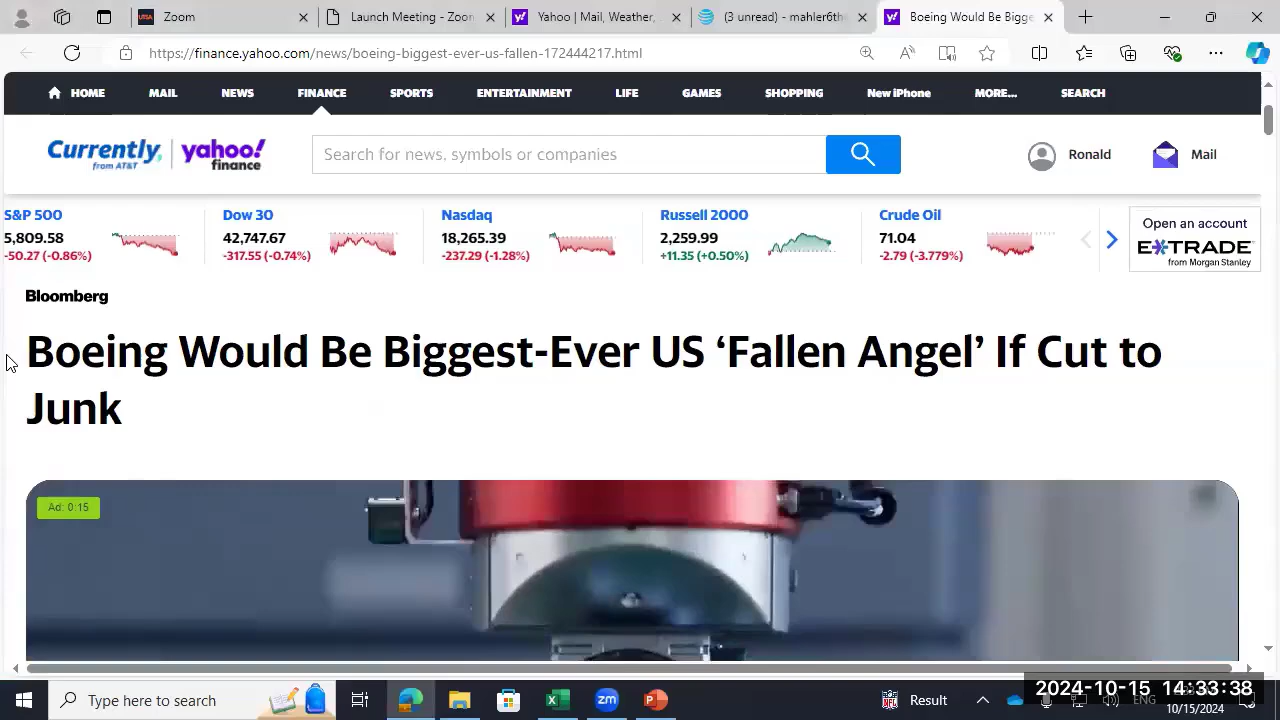 Zoom
Launch Meeting - Zoor
Yahoo | Mail, Weather,
(3 unread) - mahler6th
Boeing Would Be Bigge
https://finance.yahoo.com/news/boeing-biggest-ever-us-fallen-172444217.html
HOME MAIL NEWS FINANCE SPORTS ENTERTAINMENT LIFE GAMES SHOPPING New iPhone MORE... SEARCH
Currently, from AT&T yahoo! finance
Search for news, symbols or companies
Ronald
Mail
S&P 500
5,809.58
-50.27 (-0.86%)
Dow 30
42,747.67
-317.55 (-0.74%)
Nasdaq
18,265.39
-237.29 (-1.28%)
Russell 2000
2,259.99
+11.35 (+0.50%)
Crude Oil
71.04
-2.79 (-3.779%)
Open an account
E*TRADE
from Morgan Stanley
Bloomberg
Boeing Would Be Biggest-Ever US ‘Fallen Angel’ If Cut to
Junk
Ad: 0:15
Type here to search
Result
ENG
2024-10-15 14:33:38
10/15/2024